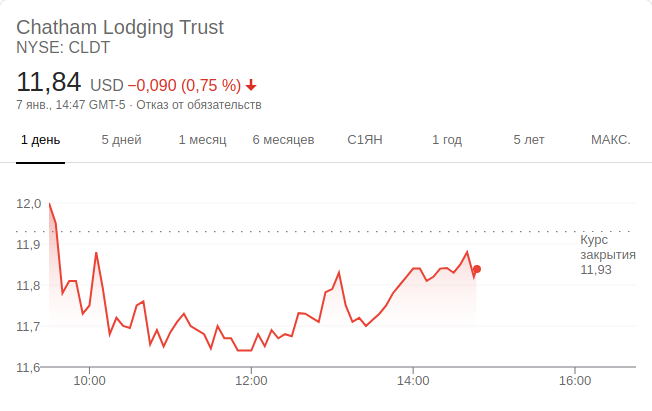 Chatham Lodging Trust
NYSE: CLDT
11,84 USD −0,090 (0,75 %)
7 янв., 14:47 GMT-5 · Отказ от обязательств
1 день 5 дней 1 месяц 6 месяцев С1ЯН 1 год 5 лет МАКС.
12,0
11,9
11,8
11,7
11,6
Курс
закрытия
11,93
10:00 12:00 14:00 16:00